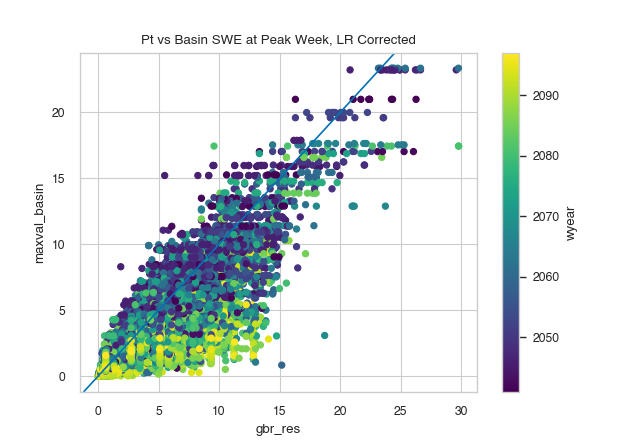 Pt vs Basin SWE at Peak Week, LR Corrected
20
15
10
5
0
maxval_basin
0 5 10 15 20 25 30
gbr_res
2090
2080
2070
2060
2050
wyear